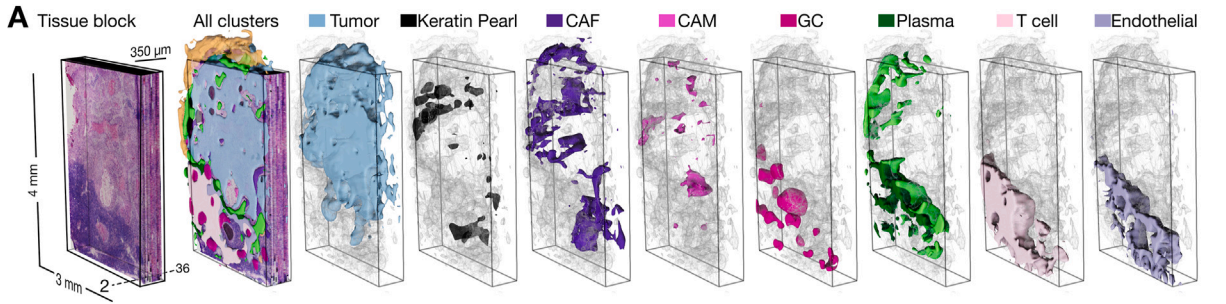 A
Tissue block
All clusters
Tumor
Keratin Pearl
CAF
CAM
GC
Plasma
T cell
Endothelial
350 µm
4 mm
3 mm
2
36